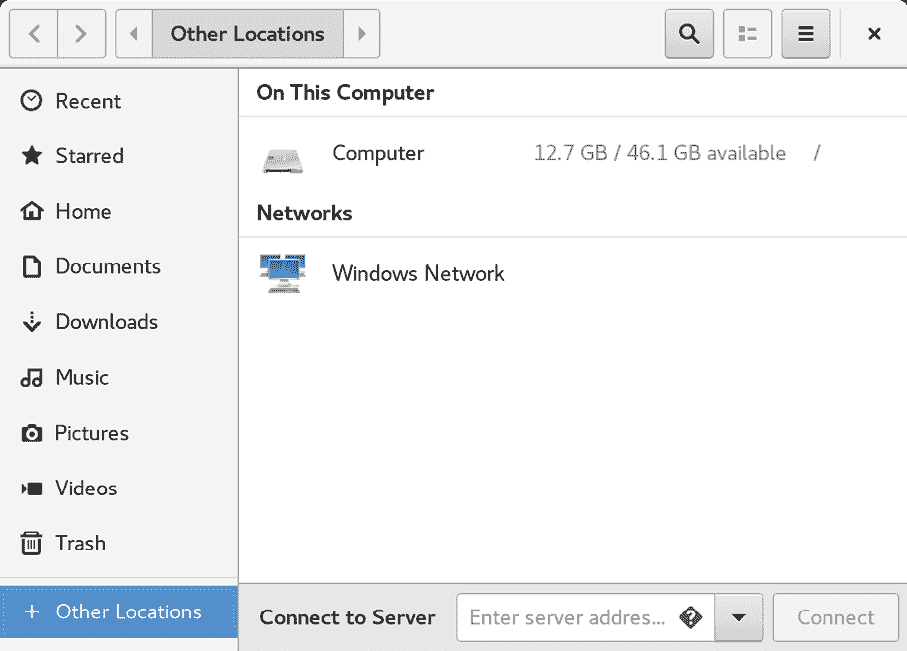 Other Locations
Recent
Starred
Home
Documents
Downloads
Music
Pictures
Videos
Trash
+ Other Locations
On This Computer
Computer 12.7 GB / 46.1 GB available /
Networks
Windows Network
Connect to Server Enter server addres... Connect